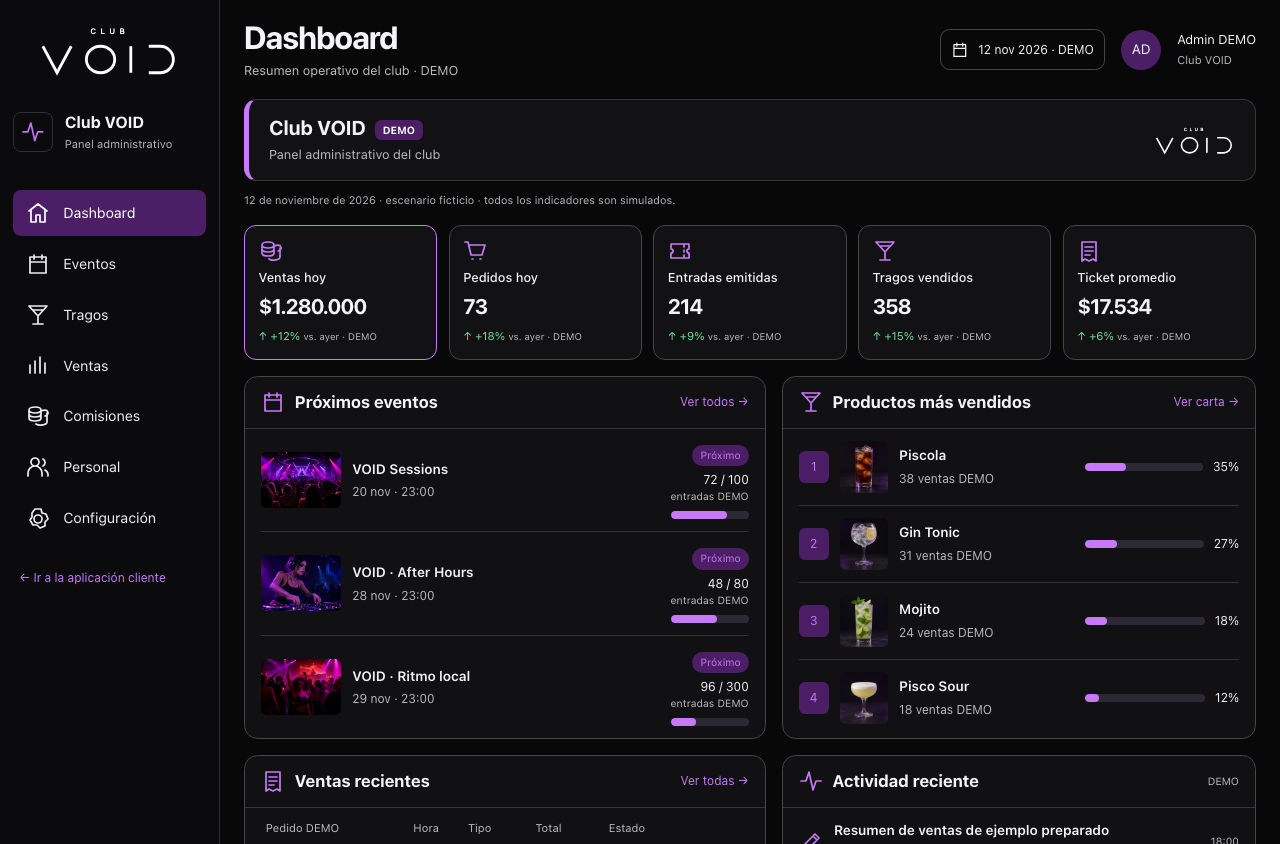 CLUB
VOID
Club VOID
Panel administrativo
Dashboard
Eventos
Tragos
Ventas
Comisiones
Personal
Configuración
← Ir a la aplicación cliente
Dashboard
Resumen operativo del club · DEMO
12 nov 2026 · DEMO
AD
Admin DEMO
Club VOID
Club VOID DEMO
Panel administrativo del club
CLUB
VOID
12 de noviembre de 2026 · escenario ficticio · todos los indicadores son simulados.
Ventas hoy
$1.280.000
↑ +12% vs. ayer · DEMO
Pedidos hoy
73
↑ +18% vs. ayer · DEMO
Entradas emitidas
214
↑ +9% vs. ayer · DEMO
Tragos vendidos
358
↑ +15% vs. ayer · DEMO
Ticket promedio
$17.534
↑ +6% vs. ayer · DEMO
Próximos eventos
Ver todos →
VOID Sessions
20 nov · 23:00
Próximo
72 / 100
entradas DEMO
VOID · After Hours
28 nov · 23:00
Próximo
48 / 80
entradas DEMO
VOID · Ritmo local
29 nov · 23:00
Próximo
96 / 300
entradas DEMO
Productos más vendidos
Ver carta →
1
Piscola
38 ventas DEMO
35%
2
Gin Tonic
31 ventas DEMO
27%
3
Mojito
24 ventas DEMO
18%
4
Pisco Sour
18 ventas DEMO
12%
Ventas recientes
Ver todas →
Pedido DEMO Hora Tipo Total Estado
Actividad reciente
DEMO
Resumen de ventas de ejemplo preparado
18:00